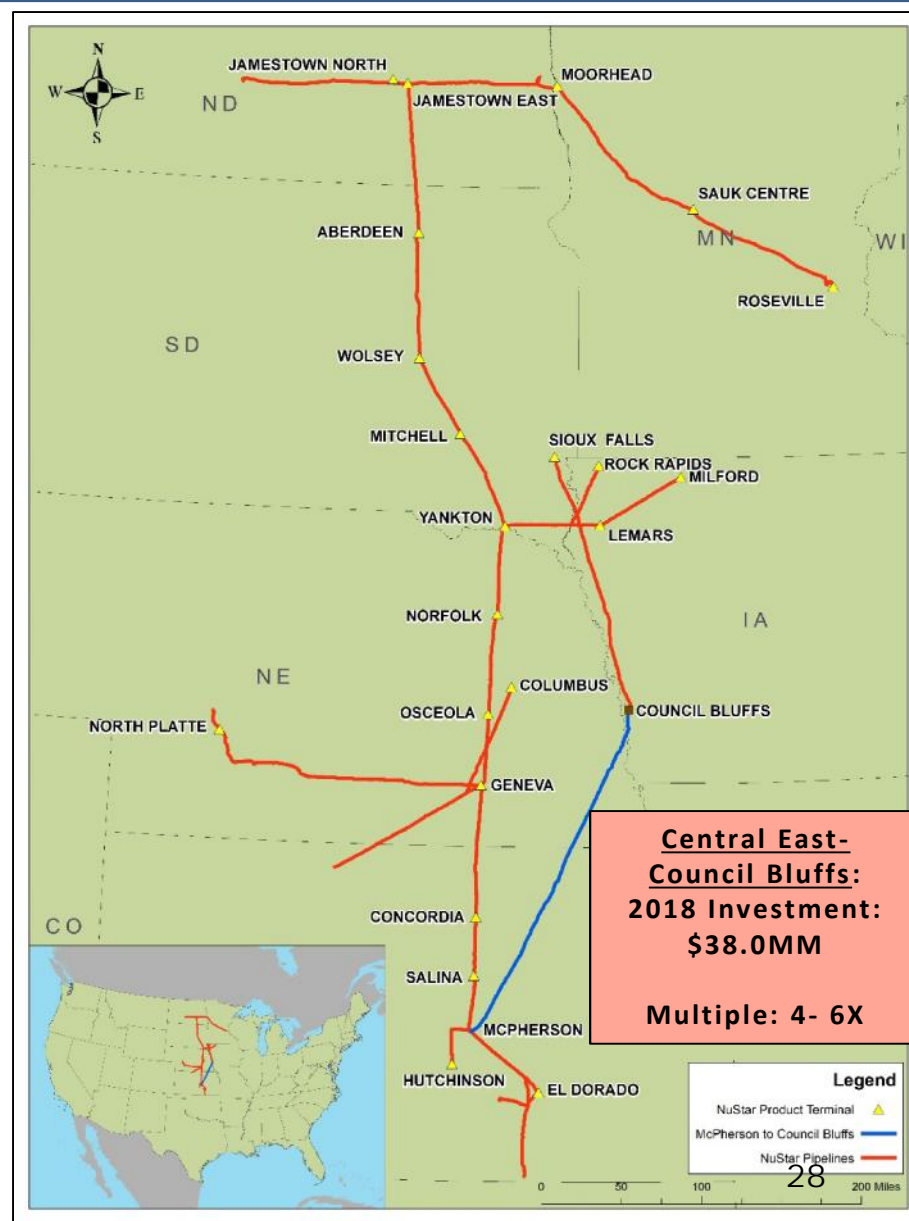 N
W E
S
JAMESTOWN NORTH
MOORHEAD
ND
JAMESTOWN EAST
SAUK CENTRE
MN
WI
ABERDEEN
ROSEVILLE
SD
WOLSEY
MITCHELL
SIOUX FALLS
ROCK RAPIDS
MILFORD
YANKTON
LEMARS
NORFOLK
IA
NE
COLUMBUS
OSCEOLA
COUNCIL BLUFFS
NORTH PLATTE
GENEVA
Central East-
Council Bluffs:
2018 Investment:
$38.0MM
Multiple: 4- 6X
CONCORDIA
CO
SALINA
MCPHERSON
HUTCHINSON
EL DORADO
Legend
NuStar Product Terminal
McPherson to Council Bluffs
NuStar Pipelines
28
0 50 100 200 Miles